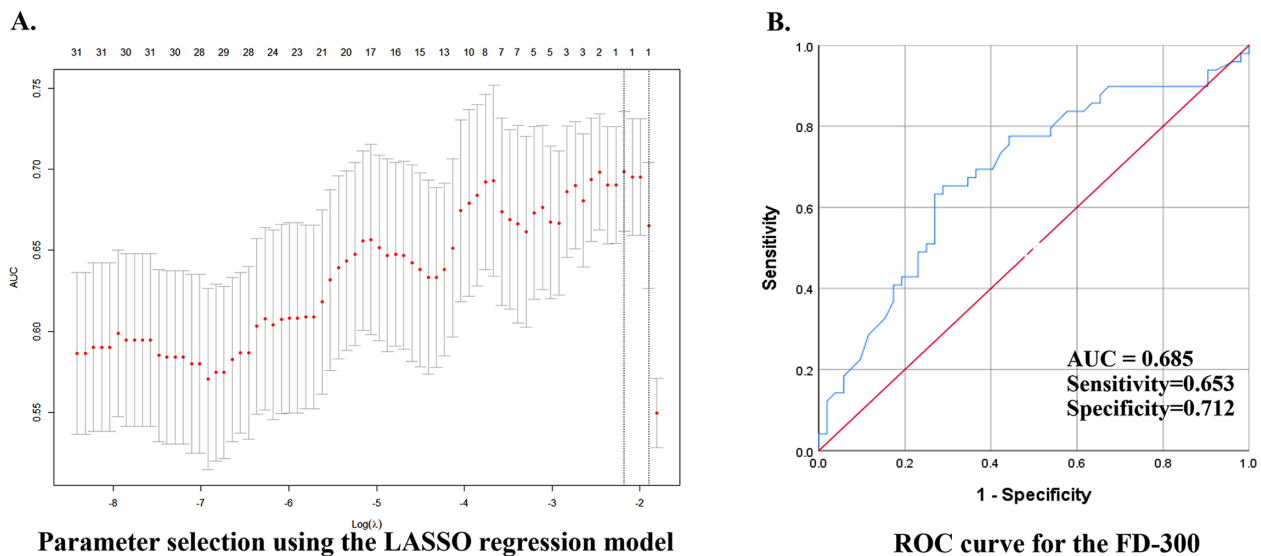 A.
31 31 30 31 30 28 29 28 24 23 21 20 17 16 15 13 10 8 7 7 5 5 3 3 2 1 1 1
0.75
0.70
0.65
0.60
0.55
AUC
-8 -7 -6 -5 -4 -3 -2
Log(λ)
Parameter selection using the LASSO regression model
B.
1.0
0.8
0.6
0.4
0.2
0.0
Sensitivity
AUC = 0.685
Sensitivity=0.653
Specificity=0.712
0.0 0.2 0.4 0.6 0.8 1.0
1 - Specificity
ROC curve for the FD-300